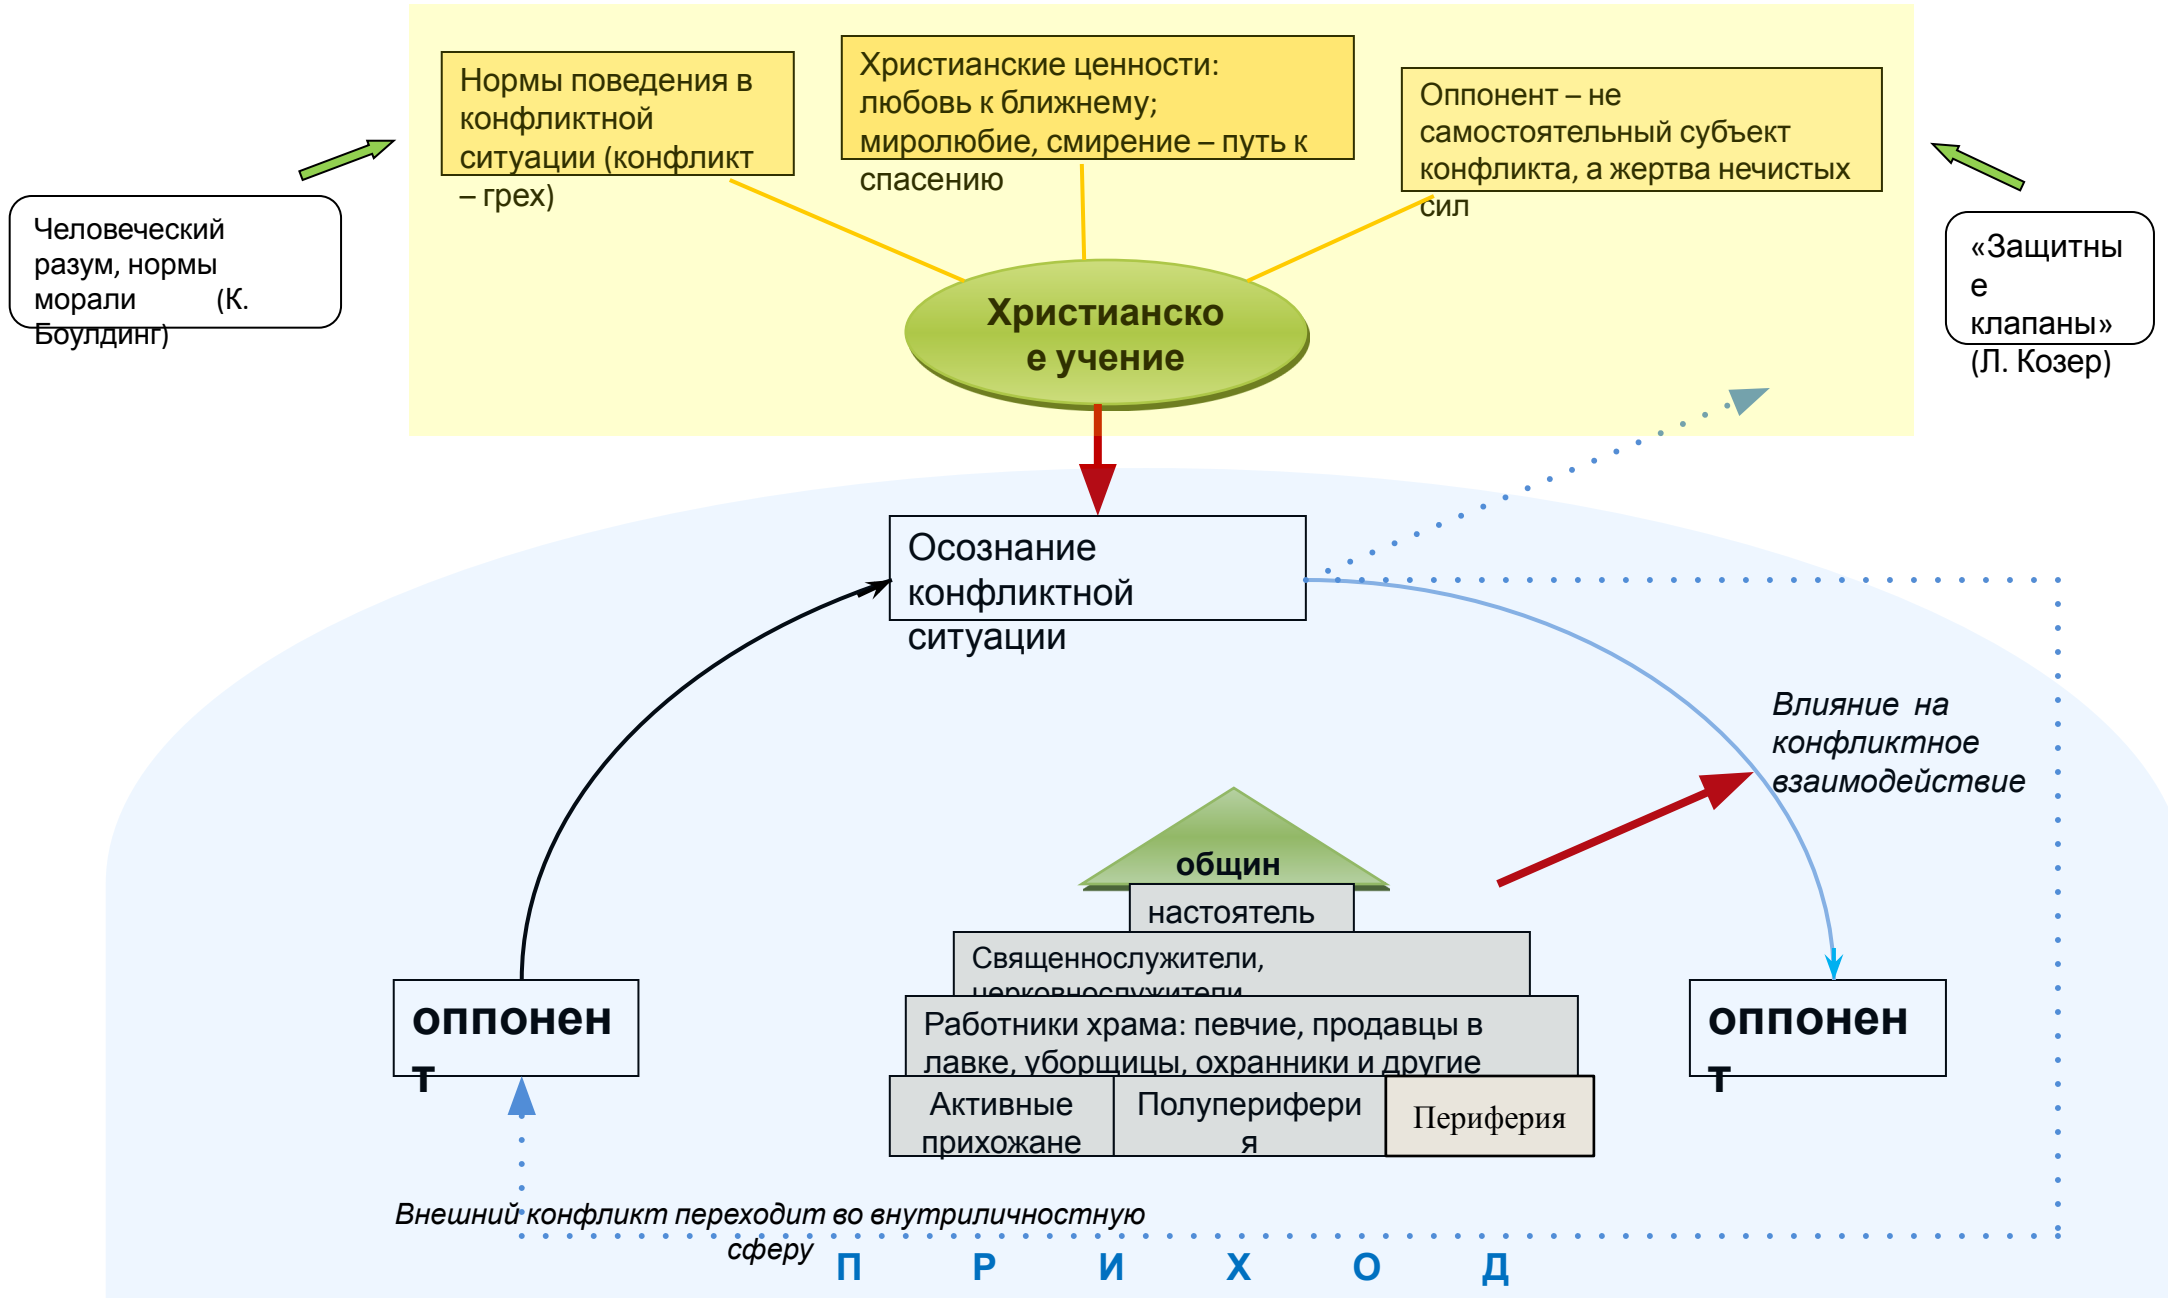 Нормы поведения в
конфликтной
ситуации (конфликт
– грех)
Христианские ценности:
любовь к ближнему;
миролюбие, смирение – путь к
спасению
Оппонент – не
самостоятельный субъект
конфликта, а жертва нечистых
сил
Человеческий
разум, нормы
морали (К.
Боулдинг)
«Защитны
е
клапаны»
(Л. Козер)
Христианско
е учение
Осознание
конфликтной
ситуации
Влияние на
конфликтное
взаимодействие
общин
настоятель
Священнослужители,
церковнослужители
Работники храма: певчие, продавцы в
лавке, уборщицы, охранники и другие
Активные
прихожане
Полупериферия
я
Периферия
оппонен
т
оппонен
т
Внешний конфликт переходит во внутриличностную
сферу
П Р И Х О Д